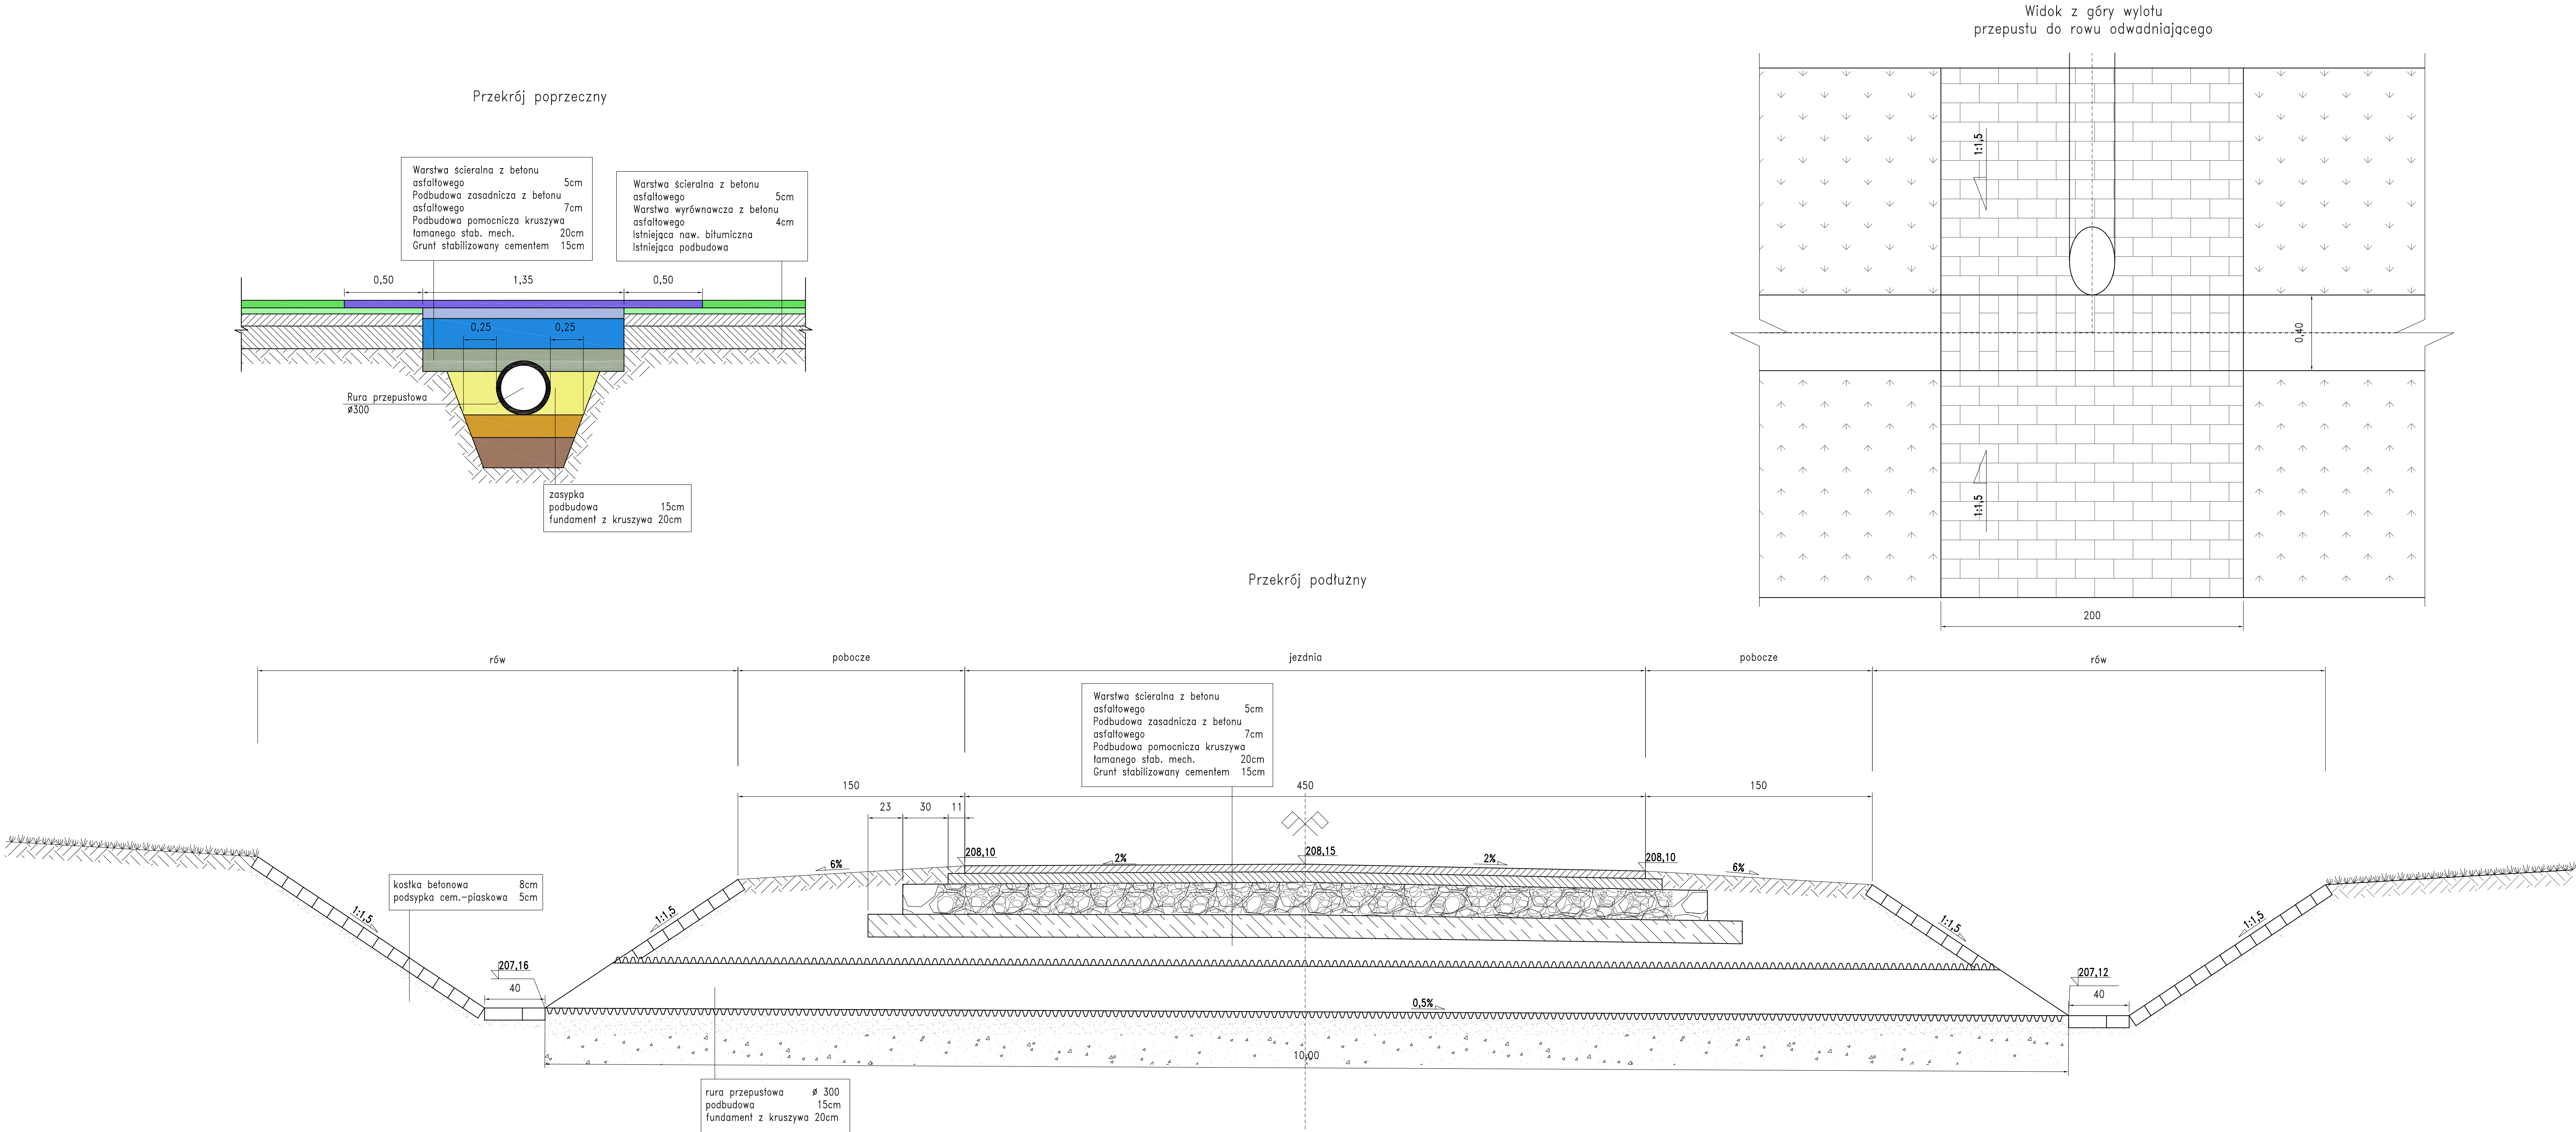 Widok z góry wylotu
przepustu do rowu odwadniającego
Przekrój poprzeczny
Warstwa ścieralna z betonu
asfaltowego 5cm
Podbudowa zasadnicza z betonu
asfaltowego 7cm
Podbudowa pomocnicza kruszywa
łamanego stab. mech. 20cm
Grunt stabilizowany cementem 15cm
Warstwa ścieralna z betonu
asfaltowego 5cm
Warstwa wyrównawcza z betonu
asfaltowego 4cm
Istniejąca naw. bitumiczna
Istniejąca podbudowa
0,50
1,35
0,50
0,25
0,25
Rura przepustowa
Ø300
zasypka
podbudowa 15cm
fundament z kruszywa 20cm
1:1,5
0,40
1:1,5
200
Przekrój podłużny
rów
pobocze
jezdnia
pobocze
rów
Warstwa ścieralna z betonu
asfaltowego 5cm
Podbudowa zasadnicza z betonu
asfaltowego 7cm
Podbudowa pomocnicza kruszywa
łamanego stab. mech. 20cm
Grunt stabilizowany cementem 15cm
150
450
150
23
30
11
208,10
208,15
208,10
6%
2%
2%
6%
kostka betonowa 8cm
podsypka cem.-piaskowa 5cm
1:1,5
1:1,5
1:1,5
1:1,5
207,16
40
207,12
40
0,5%
10,00
rura przepustowa Ø 300
podbudowa 15cm
fundament z kruszywa 20cm